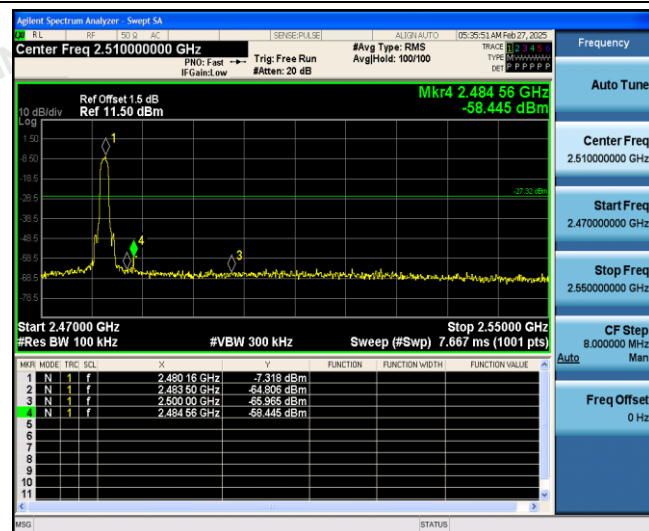 Agilent Spectrum Analyzer - Swept SA
RL RF 50 Ω AC SENSE:PULSE ALIGN AUTO 05:35:51 AM Feb 27, 2025
Center Freq 2.510000000 GHz #Avg Type: RMS TRACE 1 2 3 4 5 6
PNO: Fast Trig: Free Run Avg|Hold: 100/100 TYPE M
IFGain:Low #Atten: 20 dB DET P P P P P P
Mkr4 2.484 56 GHz
-58.445 dBm
Ref Offset 1.5 dB
10 dB/div Ref 11.50 dBm
Log
1.50
-8.50
-18.5
-28.5
-38.5
-48.5
-58.5
-68.5
-78.5
1
4
3
-27.32 dBm
Start 2.47000 GHz Stop 2.55000 GHz
#Res BW 100 kHz #VBW 300 kHz Sweep (#Swp) 7.667 ms (1001 pts)
MKR MODE TRC SCL X Y FUNCTION FUNCTION WIDTH FUNCTION VALUE
1 N 1 f 2.480 16 GHz -7.318 dBm
2 N 1 f 2.483 50 GHz -64.806 dBm
3 N 1 f 2.500 00 GHz -65.965 dBm
4 N 1 f 2.484 56 GHz -58.445 dBm
5
6
7
8
9
10
11
MSG STATUS
Frequency
Auto Tune
Center Freq
2.510000000 GHz
Start Freq
2.470000000 GHz
Stop Freq
2.550000000 GHz
CF Step
8.000000 MHz
Auto Man
Freq Offset
0 Hz